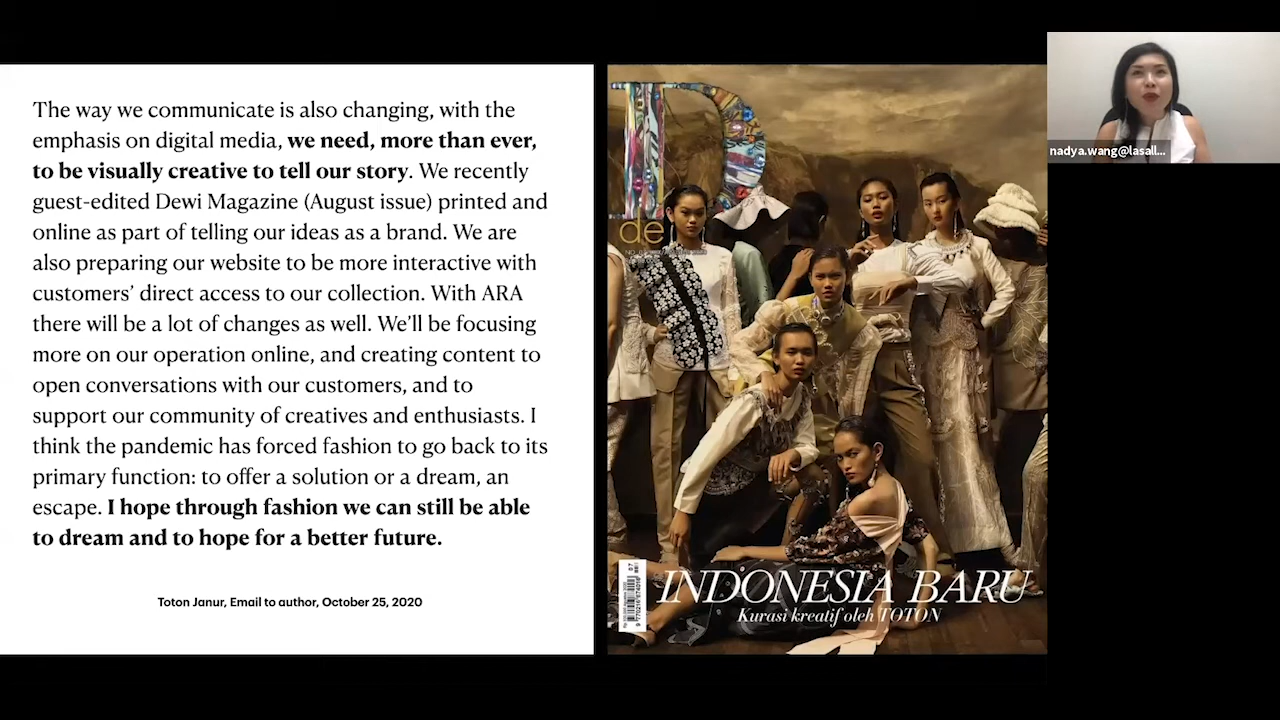 The way we communicate is also changing, with the
emphasis on digital media, we need, more than ever,
to be visually creative to tell our story. We recently
guest-edited Dewi Magazine (August issue) printed and
online as part of telling our ideas as a brand. We are
also preparing our website to be more interactive with
customers’ direct access to our collection. With ARA
there will be a lot of changes as well. We’ll be focusing
more on our operation online, and creating content to
open conversations with our customers, and to
support our community of creatives and enthusiasts. I
think the pandemic has forced fashion to go back to its
primary function: to offer a solution or a dream, an
escape. I hope through fashion we can still be able
to dream and to hope for a better future.
Toton Janur, Email to author, October 25, 2020
D
de
INDONESIA BARU
Kurasi kreatif oleh TOTON
nadya.wang@lasall...